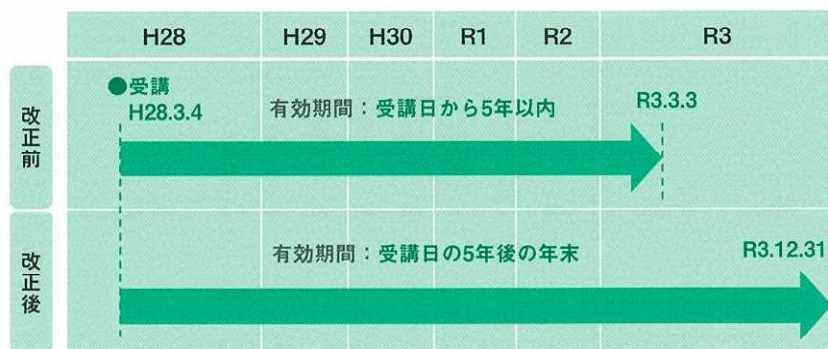 H28 H29 H30 R1 R2 R3
改正前
●受講
H28.3.4
有効期間：受講日から5年以内
R3.3.3
改正後
有効期間：受講日の5年後の年末
R3.12.31